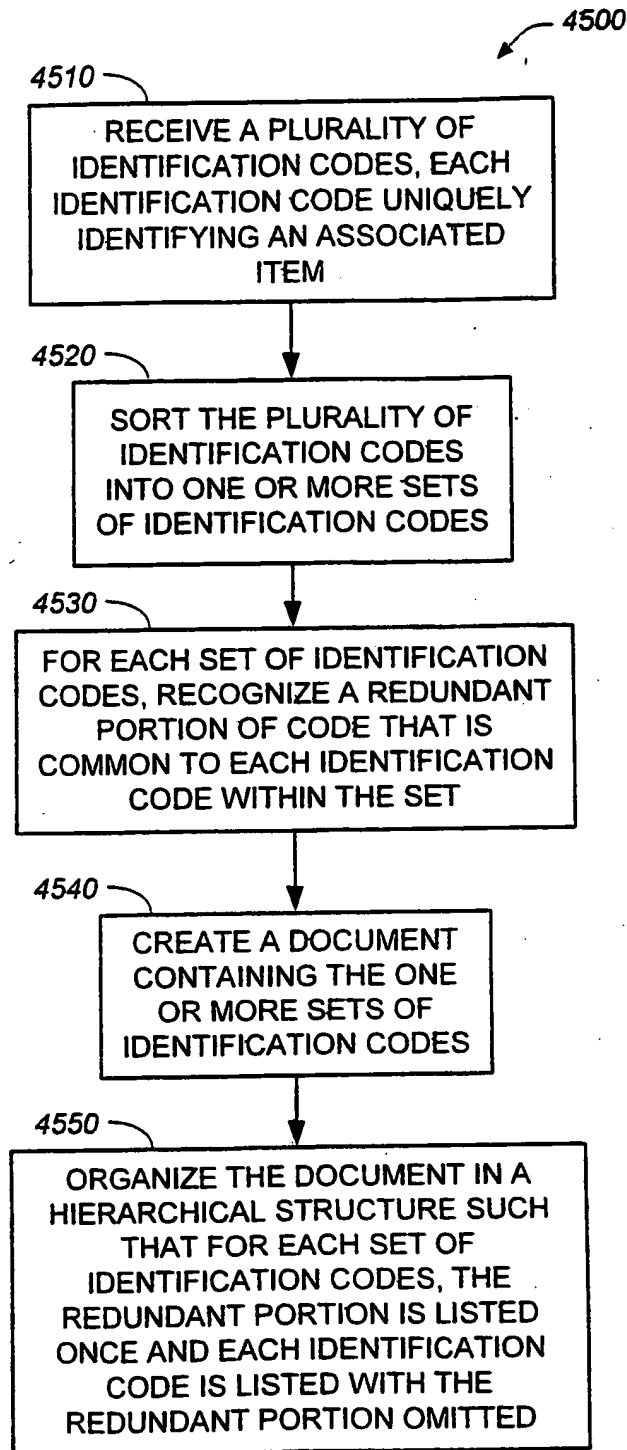 4500
4510
RECEIVE A PLURALITY OF
IDENTIFICATION CODES, EACH
IDENTIFICATION CODE UNIQUELY
IDENTIFYING AN ASSOCIATED
ITEM
4520
SORT THE PLURALITY OF
IDENTIFICATION CODES
INTO ONE OR MORE SETS
OF IDENTIFICATION CODES
4530
FOR EACH SET OF IDENTIFICATION
CODES, RECOGNIZE A REDUNDANT
PORTION OF CODE THAT IS
COMMON TO EACH IDENTIFICATION
CODE WITHIN THE SET
4540
CREATE A DOCUMENT
CONTAINING THE ONE
OR MORE SETS OF
IDENTIFICATION CODES
4550
ORGANIZE THE DOCUMENT IN A
HIERARCHICAL STRUCTURE SUCH
THAT FOR EACH SET OF
IDENTIFICATION CODES, THE
REDUNDANT PORTION IS LISTED
ONCE AND EACH IDENTIFICATION
CODE IS LISTED WITH THE
REDUNDANT PORTION OMITTED